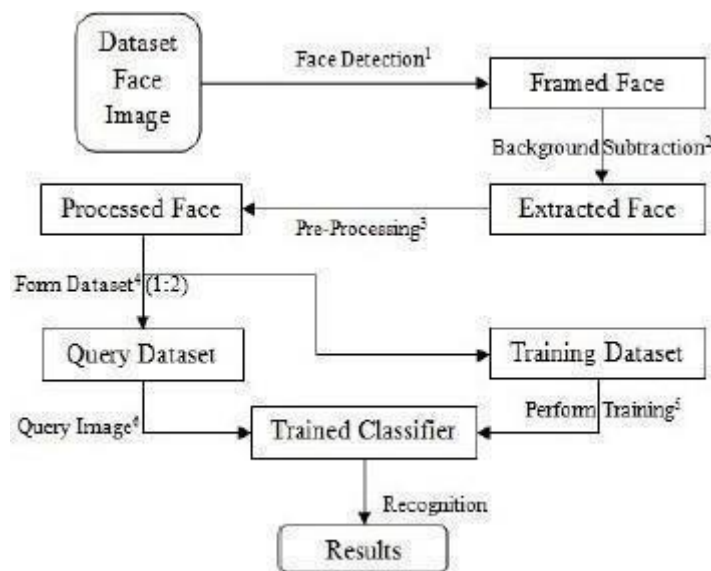 Dataset
Face
Image
Face Detection¹
Framed Face
Background Subtraction²
Processed Face
Extracted Face
Pre-Processing³
Form Dataset⁴ (1:2)
Query Dataset
Training Dataset
Query Image⁶
Perform Training⁵
Trained Classifier
Recognition
Results